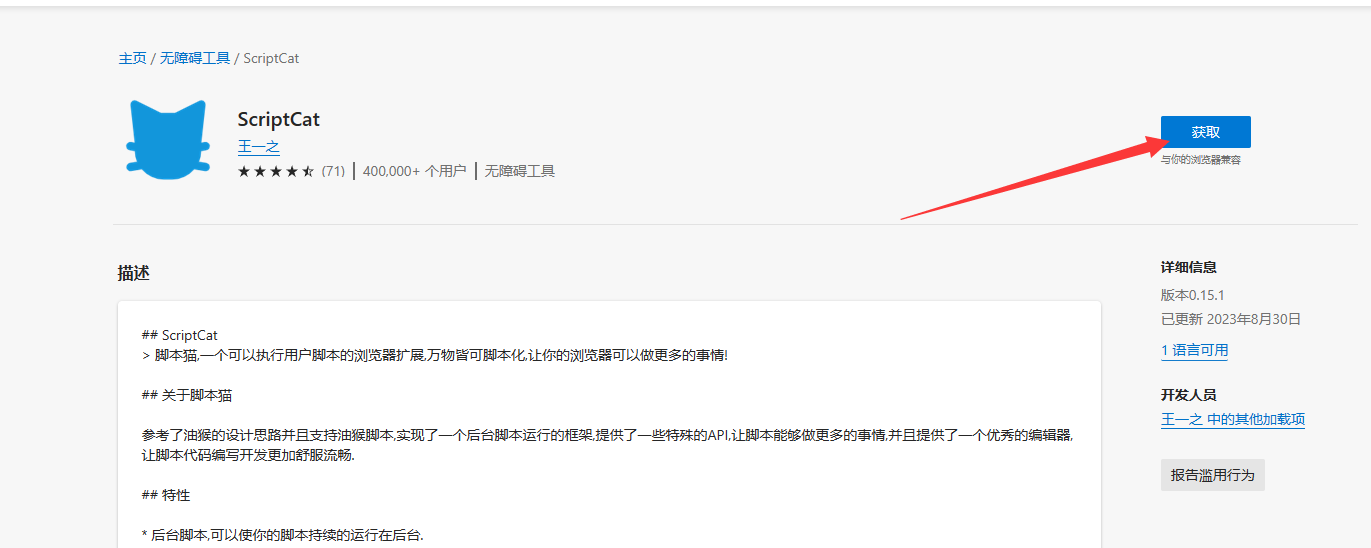 主页 / 无障碍工具 / ScriptCat
ScriptCat
王一之
(71) | 400,000+ 个用户 | 无障碍工具
获取
与你的浏览器兼容
描述
## ScriptCat
> 脚本猫,一个可以执行用户脚本的浏览器扩展,万物皆可脚本化,让你的浏览器可以做更多的事情!
## 关于脚本猫
参考了油猴的设计思路并且支持油猴脚本,实现了一个后台脚本运行的框架,提供了一些特殊的API,让脚本能够做更多的事情,并且提供了一个优秀的编辑器,
让脚本代码编写开发更加舒服流畅.
## 特性
* 后台脚本,可以使你的脚本持续的运行在后台.
详细信息
版本0.15.1
已更新 2023年8月30日
1 语言可用
开发人员
王一之 中的其他加载项
报告滥用行为